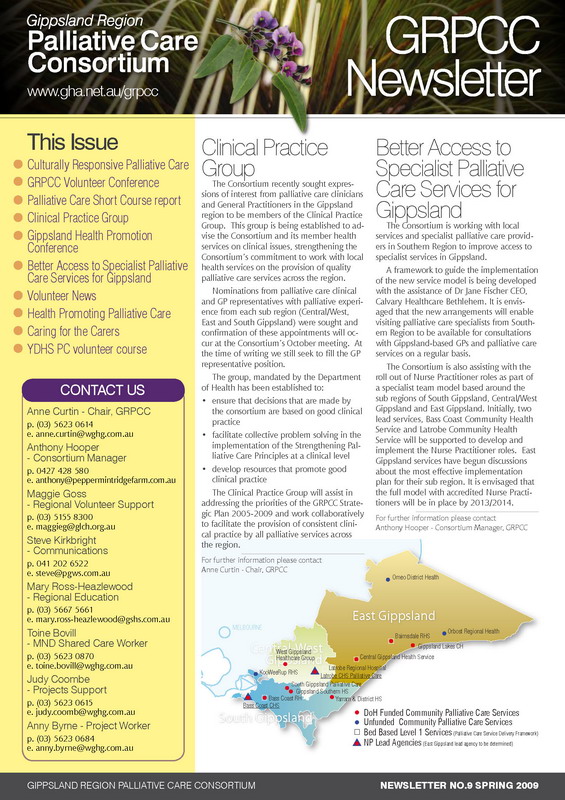 Gippsland Region
Palliative Care
Consortium
www.gha.net.au/grpcc
GRPCC
Newsletter
This Issue
Culturally Responsive Palliative Care
GRPCC Volunteer Conference
Palliative Care Short Course report
Clinical Practice Group
Gippsland Health Promotion
Conference
Better Access to Specialist Palliative
Care Services for Gippsland
Volunteer News
Health Promoting Palliative Care
Caring for the Carers
YDHS PC volunteer course
CONTACT US
Anne Curtin - Chair, GRPCC
p. (03) 5623 0614
e. anne.curtin@wghg.com.au
Anthony Hooper
- Consortium Manager
p. 0427 428 580
e. anthony@peppermintridgefarm.com.au
Maggie Goss
- Regional Volunteer Support
p. (03) 5155 8300
e. maggieg@glch.org.au
Steve Kirkbright
- Communications
p. 041 202 6522
e. steve@pgws.com.au
Mary Ross-Heazlewood
- Regional Education
p. (03) 5667 5661
e. mary.ross-heazlewood@gshs.com.au
Toine Bovill
- MND Shared Care Worker
p. (03) 5623 0870
e. toine.bovill@wghg.com.au
Judy Coombe
- Projects Support
p. (03) 5623 0615
e. judy.coomb@wghg.com.au
Anny Byrne - Project Worker
p. (03) 5623 0684
e. anny.byrne@wghg.com.au
Clinical Practice
Group
The Consortium recently sought expres-
sions of interest from palliative care clinicians
and General Practitioners in the Gippsland
region to be members of the Clinical Practice
Group. This group is being established to ad-
vise the Consortium and its member health
services on clinical issues, strengthening the
Consortium's commitment to work with local
health services on the provision of quality
palliative care services across the region.
Nominations from palliative care clinical
and GP representatives with palliative experi-
ence from each sub region (Central/West,
East and South Gippsland) were sought and
confirmation of these appointments will oc-
cur at the Consortium's October meeting. At
the time of writing we still seek to fill the GP
representative position.
The group, mandated by the Department
of Health has been established to:
• ensure that decisions that are made by
the consortium are based on good clinical
practice
• facilitate collective problem solving in the
implementation of the Strengthening Pal-
liative Care Principles at a clinical level
• develop resources that promote good
clinical practice
The Clinical Practice Group will assist in
addressing the priorities of the GRPCC Strate-
gic Plan 2005-2009 and work collaboratively
to facilitate the provision of consistent clini-
cal practice by all palliative services across
the region.
For further information please contact
Anne Curtin - Chair, GRPCC
Better Access to
Specialist Palliative
Care Services for
Gippsland
The Consortium is working with local
services and specialist palliative care provid-
ers in Southern Region to improve access to
specialist services in Gippsland.
A framework to guide the implementation
of the new service model is being developed
with the assistance of Dr Jane Fischer CEO,
Calvary Healthcare Bethlehem. It is envis-
aged that the new arrangements will enable
visiting palliative care specialists from South-
ern Region to be available for consultations
with Gippsland-based GPs and palliative care
services on a regular basis.
The Consortium is also assisting with the
roll out of Nurse Practitioner roles as part of
a specialist team model based around the
sub regions of South Gippsland, Central/West
Gippsland and East Gippsland. Initially, two
lead services, Bass Coast Community Health
Service and Latrobe Community Health
Service will be supported to develop and
implement the Nurse Practitioner roles. East
Gippsland services have begun discussions
about the most effective implementation
plan for their sub region. It is envisaged that
the full model with accredited Nurse Practi-
tioners will be in place by 2013/2014.
For further information please contact
Anthony Hooper - Consortium Manager, GRPCC
Omeo District Health
East Gippsland
MELBOURNE
Orbost Regional Health
Bairnsdale RHS
Gippsland Lakes CH
Central West
West Gippsland
Healthcare Group
Central Gippsland Health Service
Latrobe Regional Hospital
Latrobe CHS Palliative Care
KooWeeRup RHS
South Gippsland Palliative Care
Gippsland Southern HS
Bass Coast RHS
Yarram & District HS
Bass Coast CHS
South Gippsland
DoH Funded Community Palliative Care Services
Unfunded Community Palliative Care Services
Bed Based Level 1 Services (Palliative Care Service Delivery Framework)
NP Lead Agencies (East Gippsland lead agency to be determined)
GIPPSLAND REGION PALLIATIVE CARE CONSORTIUM
NEWSLETTER NO.9 SPRING 2009